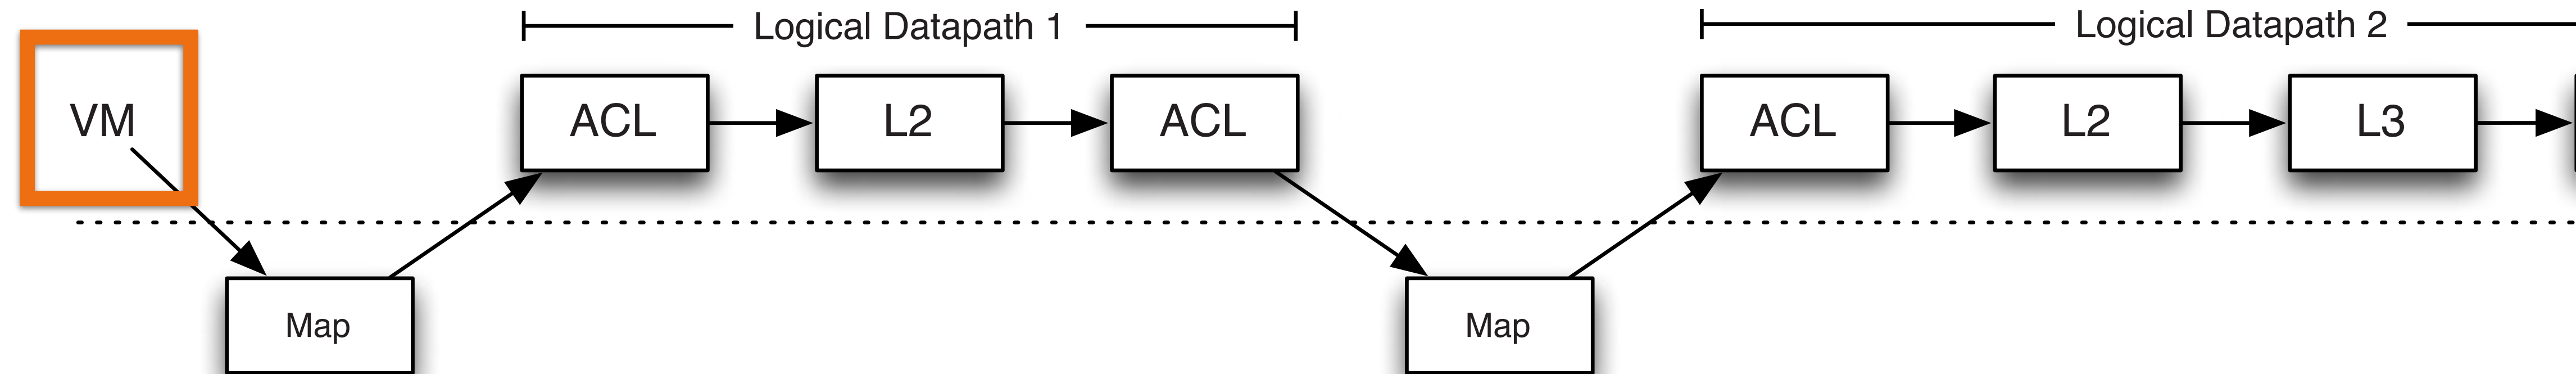 Logical Datapath 1
Logical Datapath 2
VM
ACL
L2
ACL
ACL
L2
L3
Map
Map